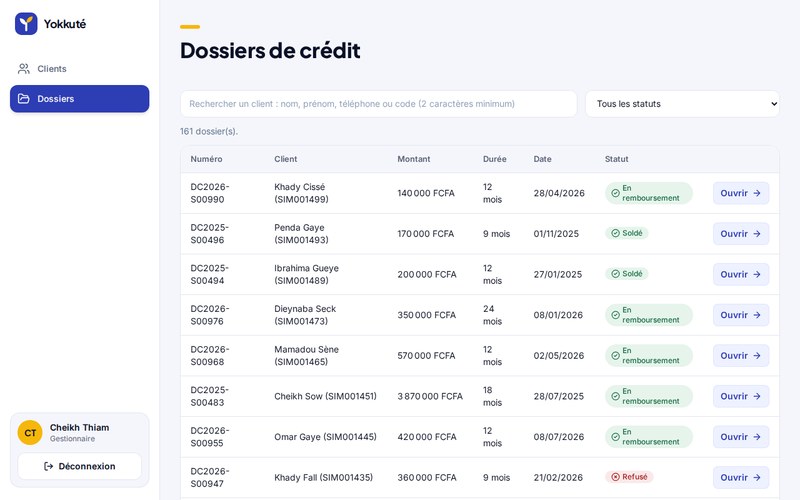 Yokkuté
Clients
Dossiers
Cheikh Thiam
CT
Gestionnaire
Déconnexion
Dossiers de crédit
Rechercher un client : nom, prénom, téléphone ou code (2 caractères minimum)
Tous les statuts
161 dossier(s).
Numéro Client Montant Durée Date Statut
DC2026-S00990 Khady Cissé (SIM001499) 140 000 FCFA 12 mois 28/04/2026 En remboursement Ouvrir →
DC2025-S00496 Penda Gaye (SIM001493) 170 000 FCFA 9 mois 01/11/2025 Soldé Ouvrir →
DC2025-S00494 Ibrahima Gueye (SIM001489) 200 000 FCFA 12 mois 27/01/2025 Soldé Ouvrir →
DC2026-S00976 Dieynaba Seck (SIM001473) 350 000 FCFA 24 mois 08/01/2026 En remboursement Ouvrir →
DC2026-S00968 Mamadou Sène (SIM001465) 570 000 FCFA 12 mois 02/05/2026 En remboursement Ouvrir →
DC2025-S00483 Cheikh Sow (SIM001451) 3 870 000 FCFA 18 mois 28/07/2025 En remboursement Ouvrir →
DC2026-S00955 Omar Gaye (SIM001445) 420 000 FCFA 12 mois 08/07/2026 En remboursement Ouvrir →
DC2026-S00947 Khady Fall (SIM001435) 360 000 FCFA 9 mois 21/02/2026 Refusé Ouvrir →